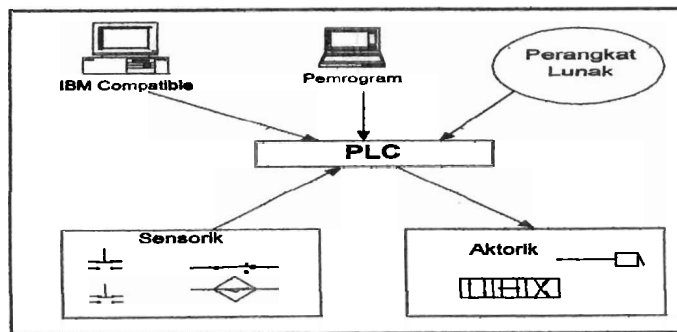 IBM Compatible
Pemrogram
Perangkat
Lunak
PLC
Sensorik
Aktorik